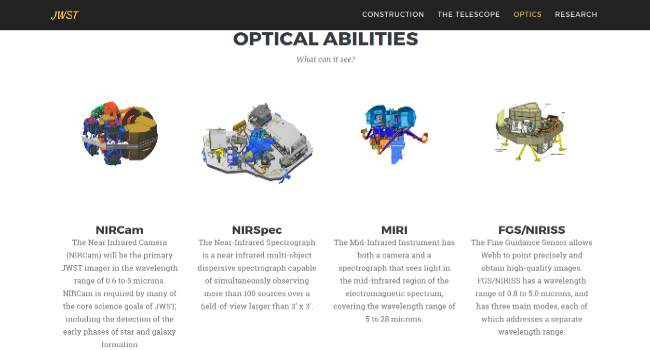 JWST
CONSTRUCTION THE TELESCOPE OPTICS RESEARCH
OPTICAL ABILITIES
What can it see?
NIRCam
The Near Infrared Camera
(NIRCam) will be the primary
JWST imager in the wavelength
range of 0.6 to 5 microns.
NIRCam is required by many of
the core science goals of JWST,
including the detection of the
early phases of star and galaxy
formation
NIRSpec
The Near-Infrared Spectrograph
is a near infrared multi-object
dispersive spectrograph capable
of simultaneously observing
more than 100 sources over a
field-of-view larger than 3' x 3'.
MIRI
The Mid-Infrared Instrument has
both a camera and a
spectrograph that sees light in
the mid-infrared region of the
electromagnetic spectrum,
covering the wavelength range of
5 to 28 microns.
FGS/NIRISS
The Fine Guidance Sensor allows
Webb to point precisely and
obtain high-quality images.
FGS/NIRISS has a wavelength
range of 0.8 to 5.0 microns, and
has three main modes, each of
which addresses a separate
wavelength range.